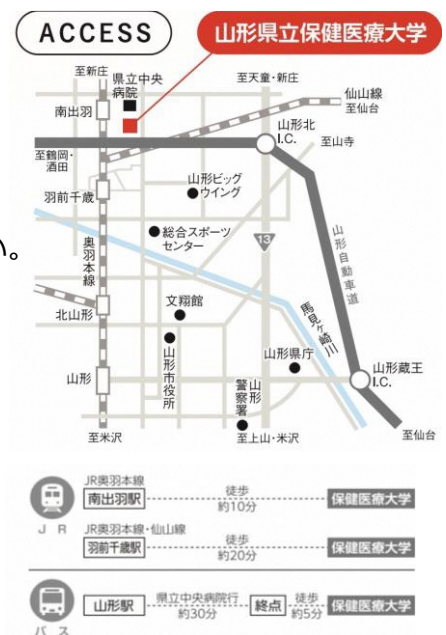 ACCESS
山形県立保健医療大学
至新庄
県立中央
病院
至天童・新庄
仙山線
至仙台
南出羽
山形北
I.C.
至山寺
至鶴岡・
酒田
羽前千歳
山形ビッグ
ウイング
総合スポーツ
センター
い。
13
山形自動車道
奥羽本線
馬見ヶ崎川
文翔館
北山形
山形市役所
山形県庁
山形蔵王
I.C.
山形
山形
警察署
至米沢
至上山・米沢
至仙台
JR
JR奥羽本線
南出羽駅 徒歩 約10分 保健医療大学
JR奥羽本線・仙山線
羽前千歳駅 徒歩 約20分 保健医療大学
バス
山形駅 県立中央病院行 約30分 終点 徒歩 約5分 保健医療大学